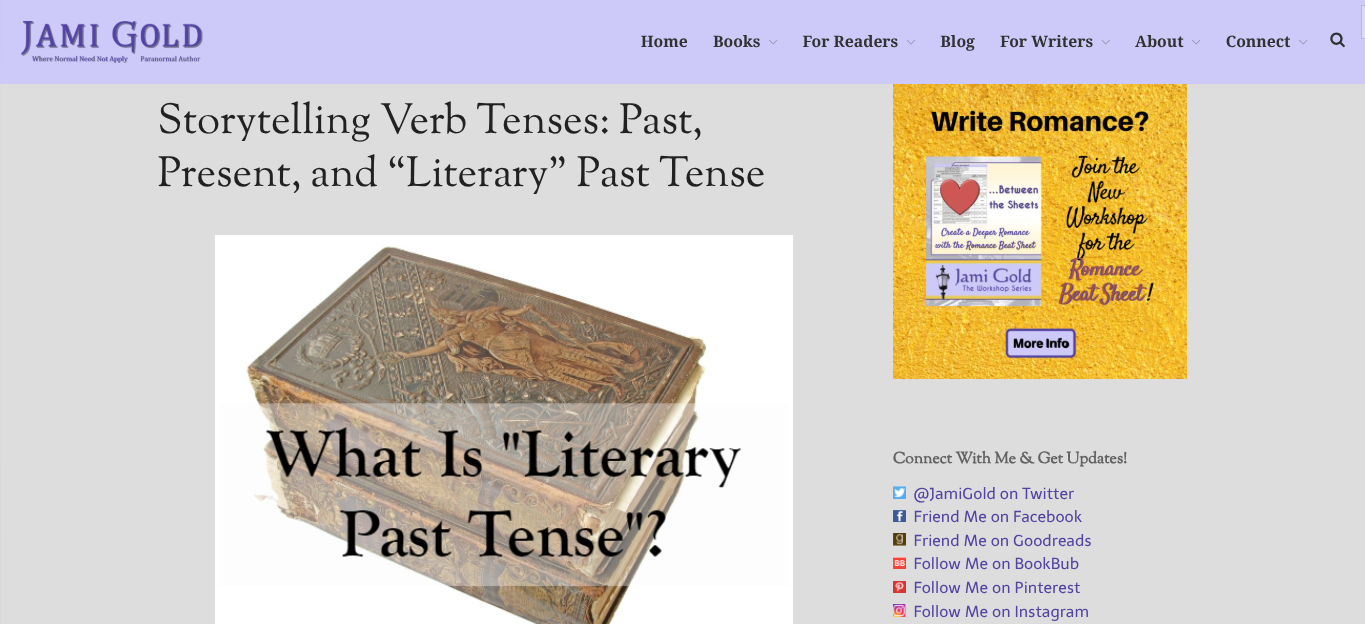 JAMI GOLD
Where Normal Need Not Apply Paranormal Author
Home Books For Readers Blog For Writers About Connect
Storytelling Verb Tenses: Past,
Present, and “Literary” Past Tense
What Is "Literary
Past Tense"?
Write Romance?
...Between
the Sheets
Create a Deeper Romance
with the Romance Beat Sheet
Jami Gold
The Workshop Series
Join the
New
Workshop
for the
Romance
Beat Sheet!
More Info
Connect With Me & Get Updates!
@JamiGold on Twitter
Friend Me on Facebook
Friend Me on Goodreads
BB Follow Me on BookBub
Follow Me on Pinterest
Follow Me on Instagram